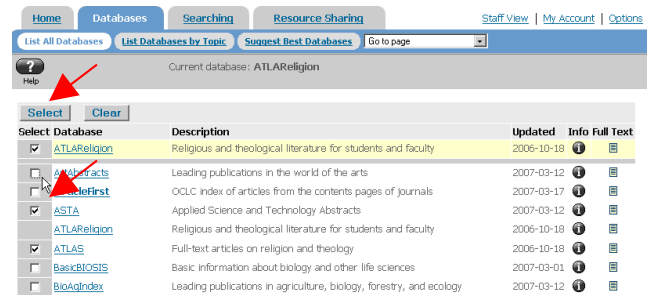 Home Databases Searching Resource Sharing Staff View | My Account | Options
List All Databases List Databases by Topic Suggest Best Databases Go to page
? Current database: ATLAReligion
Help
Select Clear
Select Database Description Updated Info Full Text
ATLAReligion Religious and theological literature for students and faculty 2006-10-18
ArtAbstracts Leading publications in the world of the arts 2007-03-12
ArticleFirst OCLC index of articles from the contents pages of journals 2007-03-17
ASTA Applied Science and Technology Abstracts 2007-03-12
ATLAReligion Religious and theological literature for students and faculty 2006-10-18
ATLAS Full-text articles on religion and theology 2006-10-18
BasicBIOSIS Basic information about biology and other life sciences 2007-03-01
BioAgIndex Leading publications in agriculture, biology, forestry, and ecology 2007-03-12